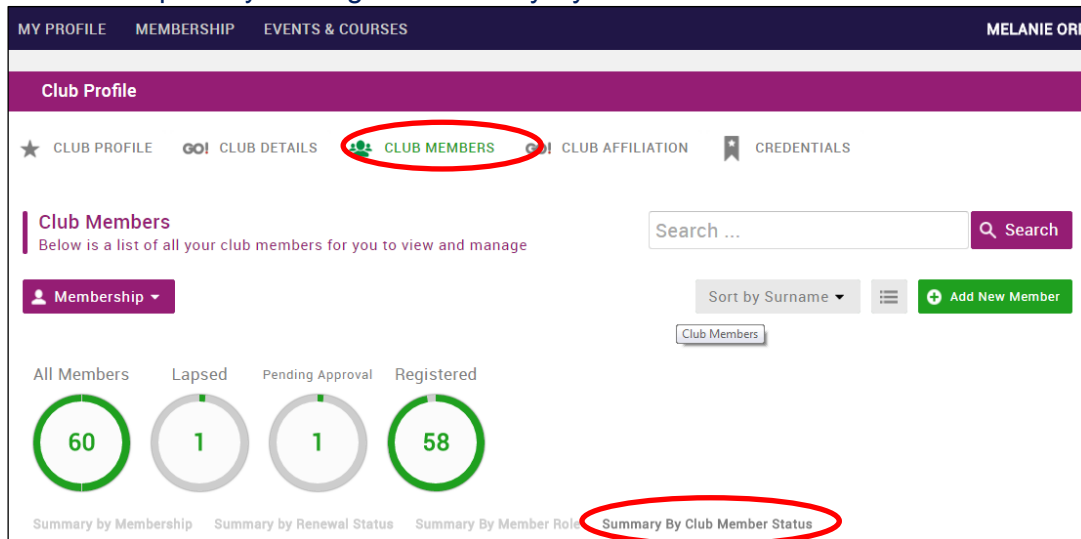 MY PROFILE MEMBERSHIP EVENTS & COURSES MELANIE
Club Profile
CLUB PROFILE GO! CLUB DETAILS CLUB MEMBERS GO! CLUB AFFILIATION CREDENTIALS
Club Members
Below is a list of all your club members for you to view and manage
Search ... Search
Membership Sort by Surname Add New Member
Club Members
All Members Lapsed Pending Approval Registered
60 1 1 58
Summary by Membership Summary by Renewal Status Summary By Member Role Summary By Club Member Status